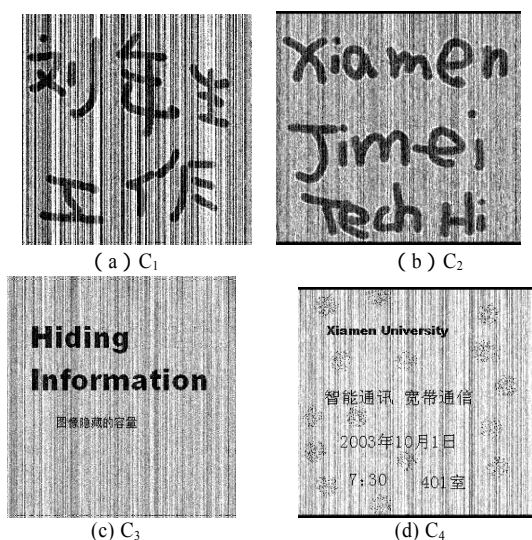 刘年生
工作
(a) C1
Xiamen
Jimei
Tech Hi
(b) C2
Hiding
Information
图像隐藏的容量
(c) C3
Xiamen University
智能通讯 宽带通信
2003年10月1日
7:30 401室
(d) C4